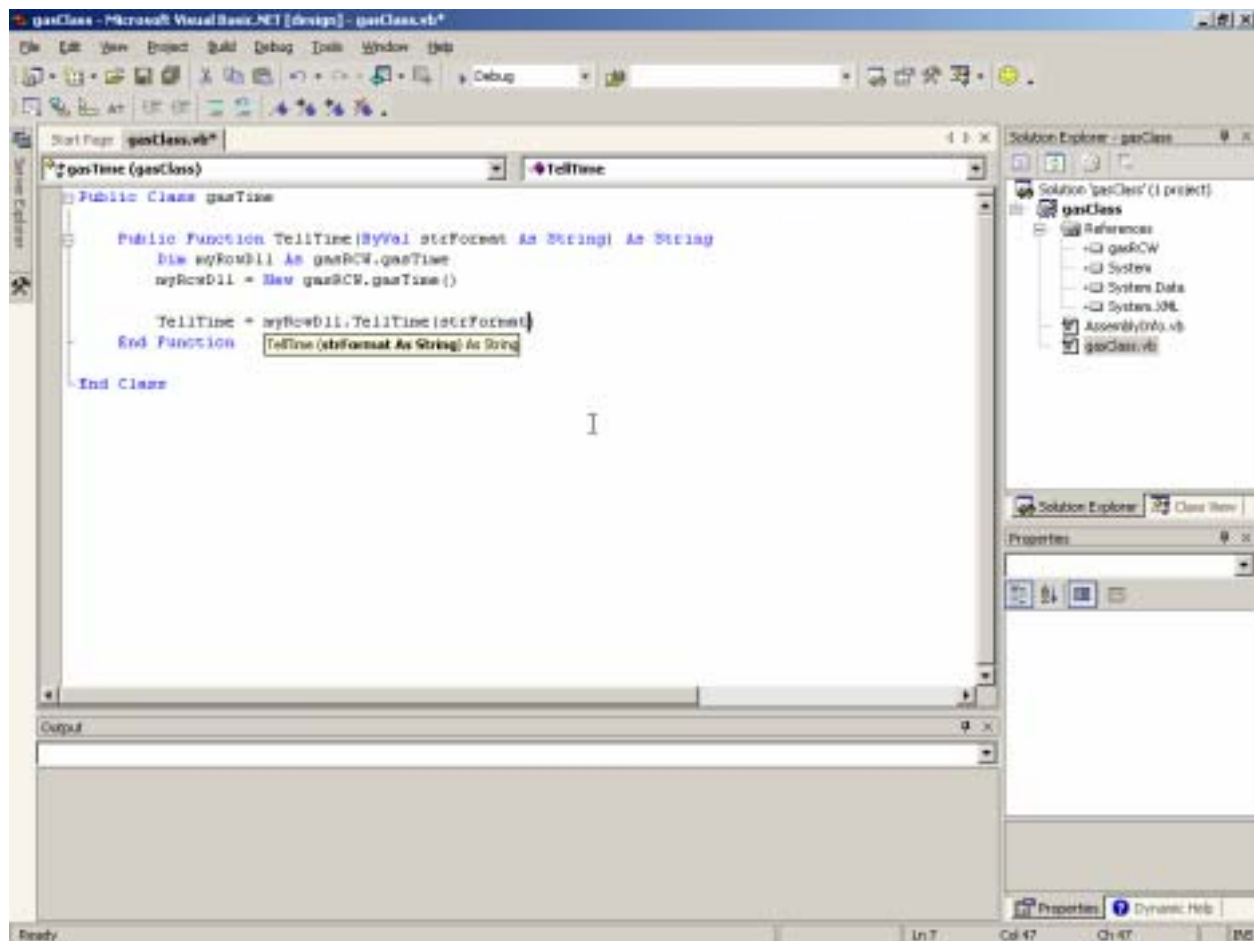 gasClass - Microsoft Visual Basic.NET [design] - gasClass.vb*
File Edit View Project Build Debug Tools Window Help
Debug
Server Explorer
Start Page gasClass.vb*
gasTime (gasClass)
TellTime
Public Class gasTime
Public Function TellTime(ByVal strFormat As String) As String
Dim myRcwDll As gasRCW.gasTime
myRcwDll = New gasRCW.gasTime()
TellTime = myRcwDll.TellTime(strFormat)
End Function
TellTime (strFormat As String) As String
End Class
Solution Explorer - gasClass
Solution 'gasClass' (1 project)
gasClass
References
gasRCW
System
System.Data
System.XML
AssemblyInfo.vb
gasClass.vb
Solution Explorer Class View
Properties
Output
Properties Dynamic Help
Ready Ln 7 Col 47 Ch 47 INS